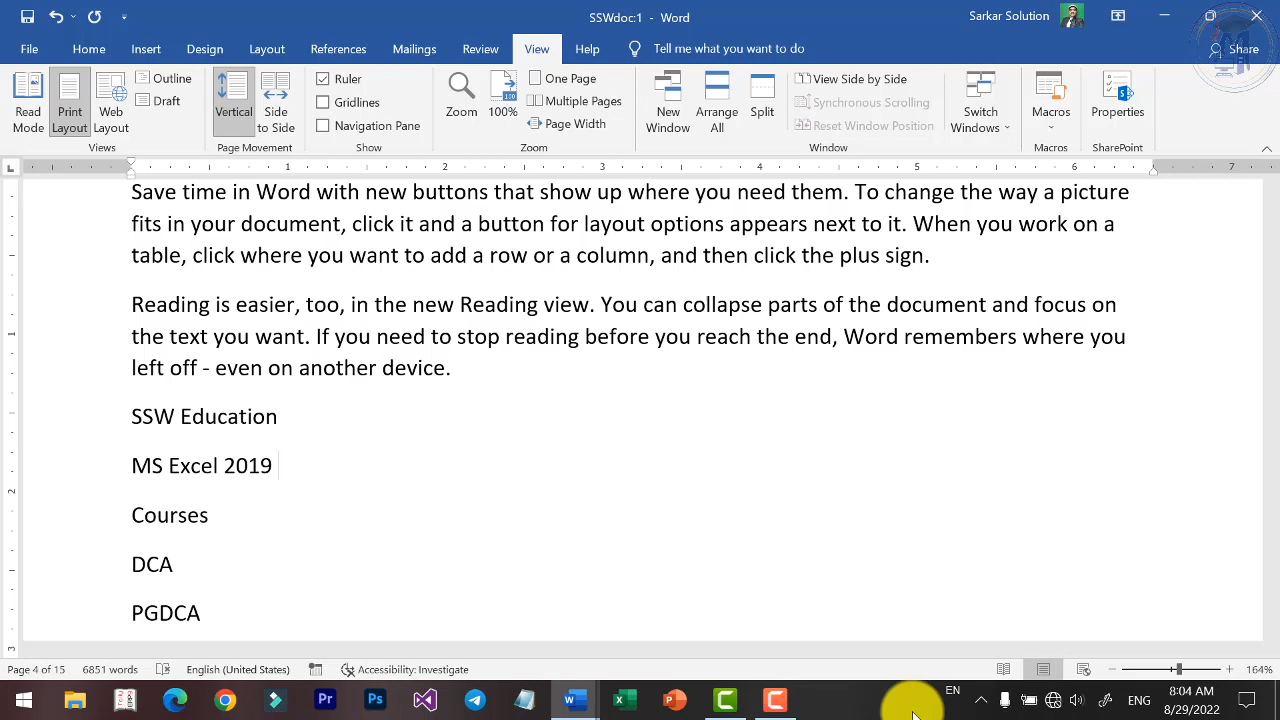 SSWdoc:1 - Word
Sarkar Solution
File Home Insert Design Layout References Mailings Review View Help Tell me what you want to do Share
Read Mode
Print Layout
Web Layout
Outline
Draft
Views
Vertical
Side to Side
Page Movement
Ruler
Gridlines
Navigation Pane
Show
Zoom
100%
One Page
Multiple Pages
Page Width
Zoom
New Window
Arrange All
Split
View Side by Side
Synchronous Scrolling
Reset Window Position
Window
Switch Windows
Macros
Macros
Properties
SharePoint
1 2 3 4 5 6 7
Save time in Word with new buttons that show up where you need them. To change the way a picture
fits in your document, click it and a button for layout options appears next to it. When you work on a
table, click where you want to add a row or a column, and then click the plus sign.
Reading is easier, too, in the new Reading view. You can collapse parts of the document and focus on
the text you want. If you need to stop reading before you reach the end, Word remembers where you
left off - even on another device.
SSW Education
MS Excel 2019
Courses
DCA
PGDCA
1
2
3
Page 4 of 15 6851 words English (United States) Accessibility: Investigate 164%
EN
ENG
8:04 AM
8/29/2022